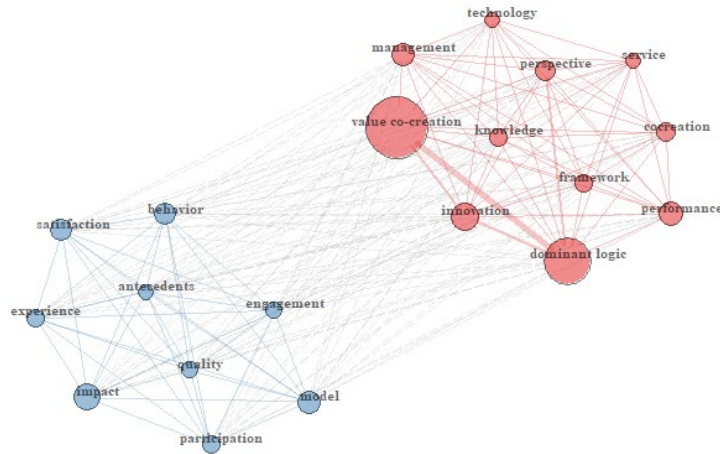 technology
management
service
perspective
value co-creation
knowledge
cocreation
framework
innovation
performance
behavior
satisfaction
dominant logic
antecedents
engagement
experience
quality
impact
model
participation